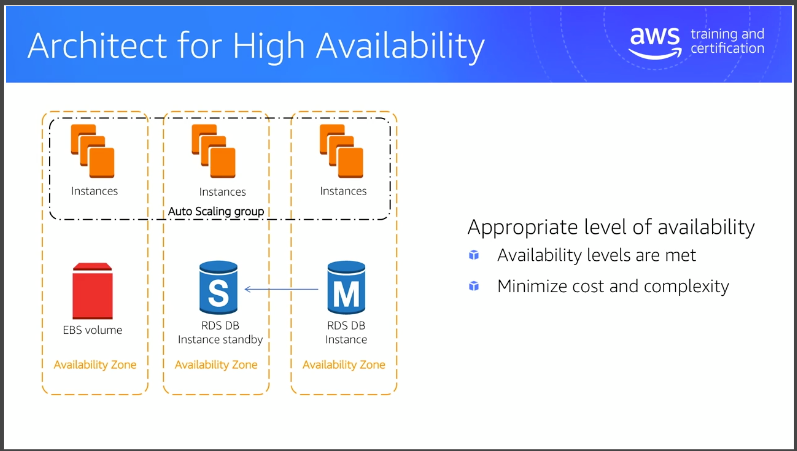 Architect for High Availability
aws training and
certification
Instances
Instances
Instances
Auto Scaling group
Appropriate level of availability
Availability levels are met
Minimize cost and complexity
S
M
EBS volume
RDS DB
Instance standby
RDS DB
Instance
Availability Zone
Availability Zone
Availability Zone